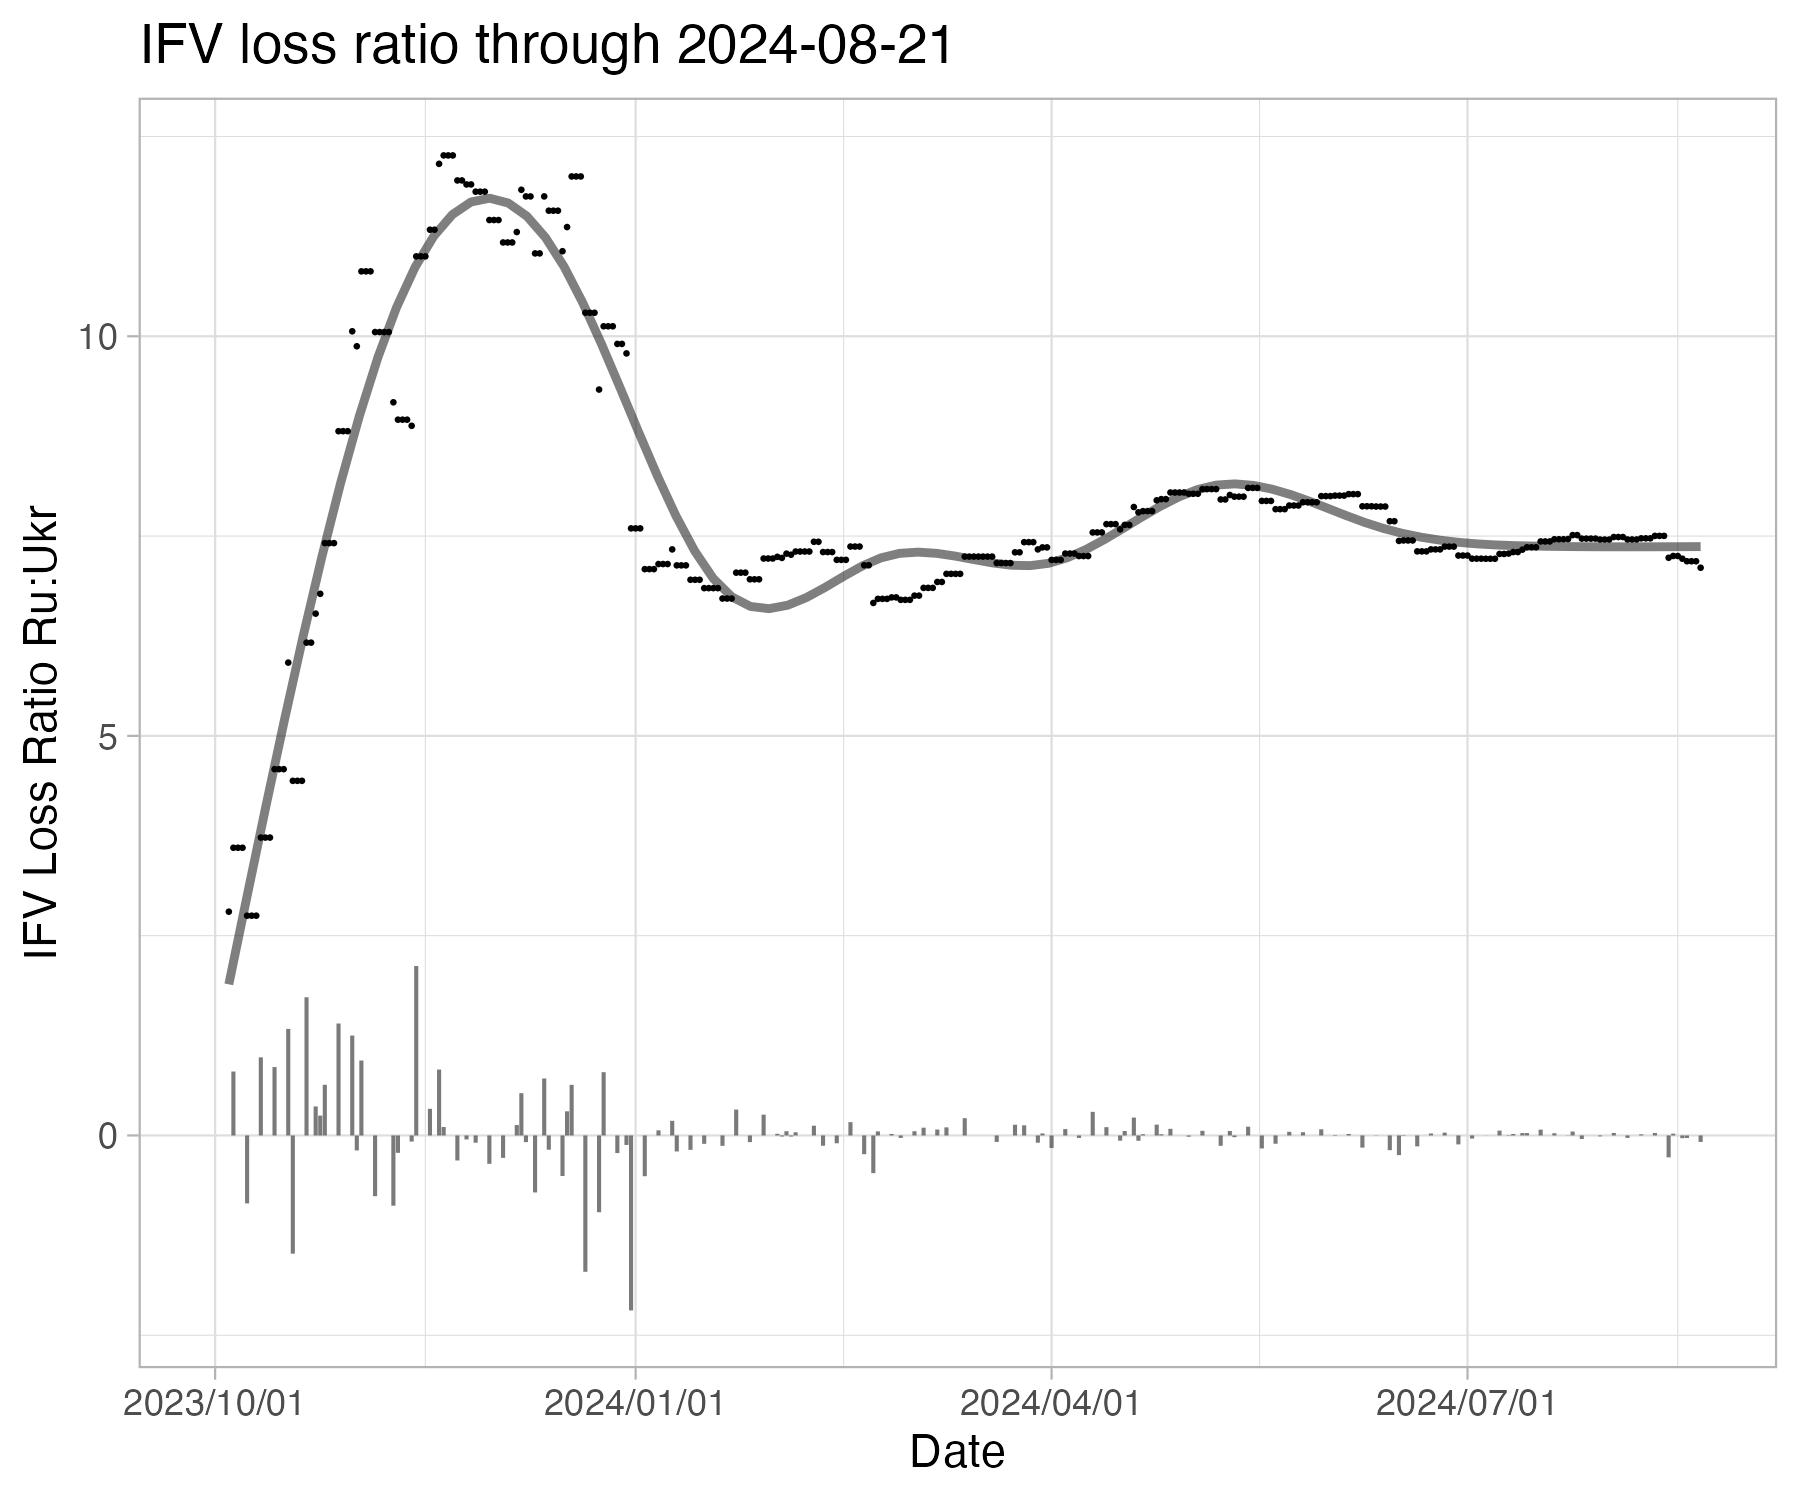 IFV loss ratio through 2024-08-21
IFV Loss Ratio Ru:Ukr
10
5
0
2023/10/01
2024/01/01
2024/04/01
2024/07/01
Date